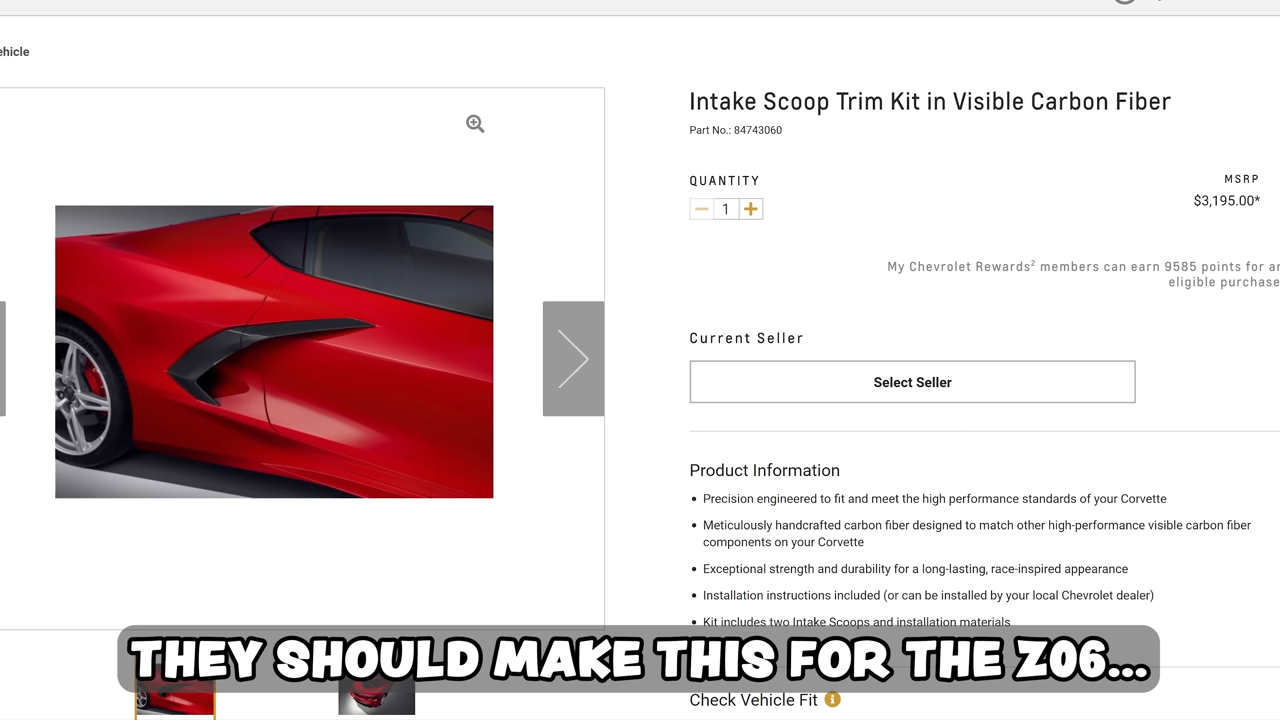 ehicle
Intake Scoop Trim Kit in Visible Carbon Fiber
Part No.: 84743060
QUANTITY
MSRP
1
$3,195.00*
My Chevrolet Rewards² members can earn 9585 points for an
eligible purchase
Current Seller
Select Seller
Product Information
• Precision engineered to fit and meet the high performance standards of your Corvette
• Meticulously handcrafted carbon fiber designed to match other high-performance visible carbon fiber
components on your Corvette
• Exceptional strength and durability for a long-lasting, race-inspired appearance
• Installation instructions included (or can be installed by your local Chevrolet dealer)
• Kit includes two Intake Scoops and installation materials
THEY SHOULD MAKE THIS FOR THE Z06...
Check Vehicle Fit